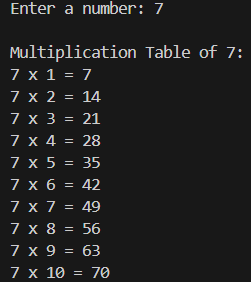 Enter a number: 7
Multiplication Table of 7:
7 x 1 = 7
7 x 2 = 14
7 x 3 = 21
7 x 4 = 28
7 x 5 = 35
7 x 6 = 42
7 x 7 = 49
7 x 8 = 56
7 x 9 = 63
7 x 10 = 70